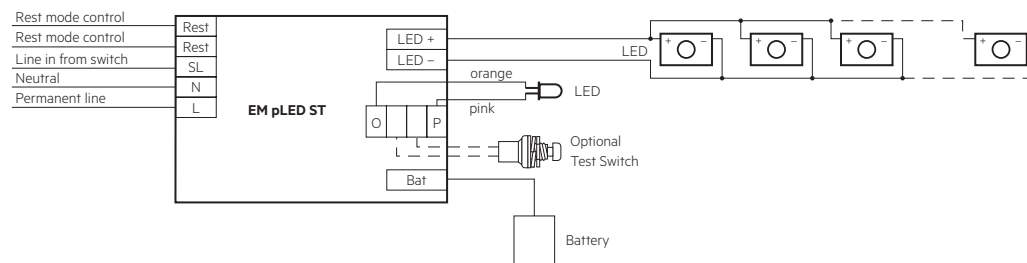 Rest mode control
Rest mode control
Line in from switch
Neutral
Permanent line
Rest
Rest
SL
N
L
EM pLED ST
LED +
LED –
O
P
Bat
orange
pink
LED
Optional
Test Switch
Battery
LED
+ –
+ –
+ –
+ –